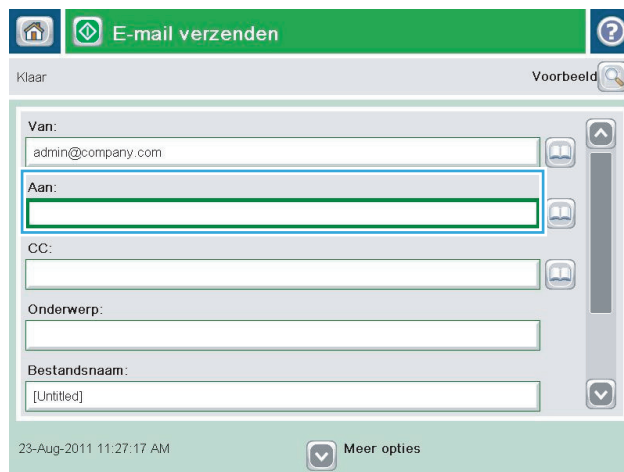 E-mail verzenden
?
Klaar
Voorbeeld
Van:
admin@company.com
Aan:
CC:
Onderwerp:
Bestandsnaam:
[Untitled]
23-Aug-2011 11:27:17 AM
Meer opties